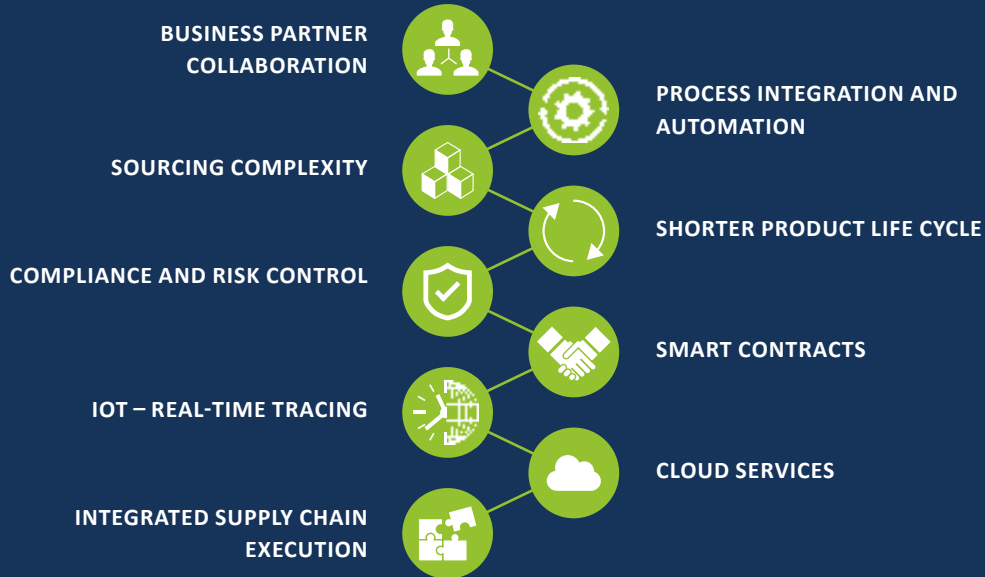 BUSINESS PARTNER
COLLABORATION
PROCESS INTEGRATION AND
AUTOMATION
SOURCING COMPLEXITY
SHORTER PRODUCT LIFE CYCLE
COMPLIANCE AND RISK CONTROL
SMART CONTRACTS
IOT – REAL-TIME TRACING
CLOUD SERVICES
INTEGRATED SUPPLY CHAIN
EXECUTION